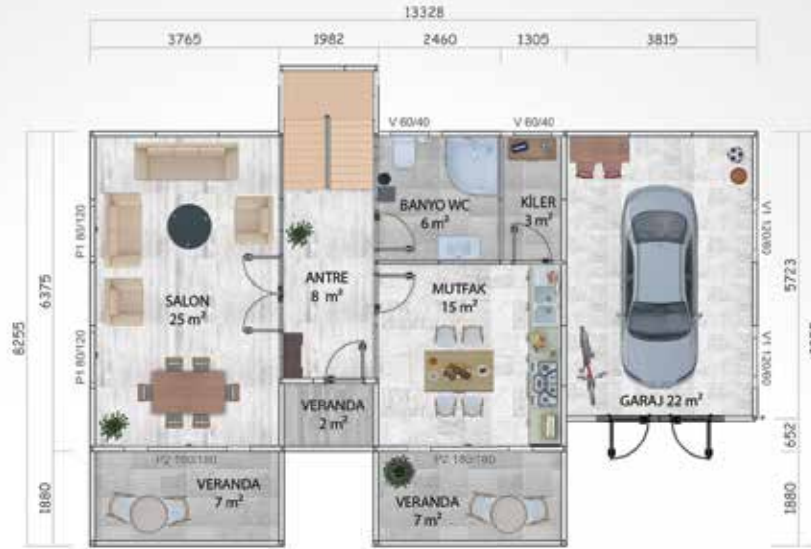 13328
3765 1982 2460 1305 3815
V 60/40 V 60/40
BANYO WC
6 m²
KİLER
3 m²
P1 80/120
V1 120/60
ANTRE
8 m²
MUTFAK
15 m²
SALON
25 m²
8255
6375
5723
P1 80/120
V1 120/60
GARAJ 22 m²
VERANDA
2 m²
652
P2 180/180
P2 180/180
VERANDA
7 m²
VERANDA
7 m²
1880
1880